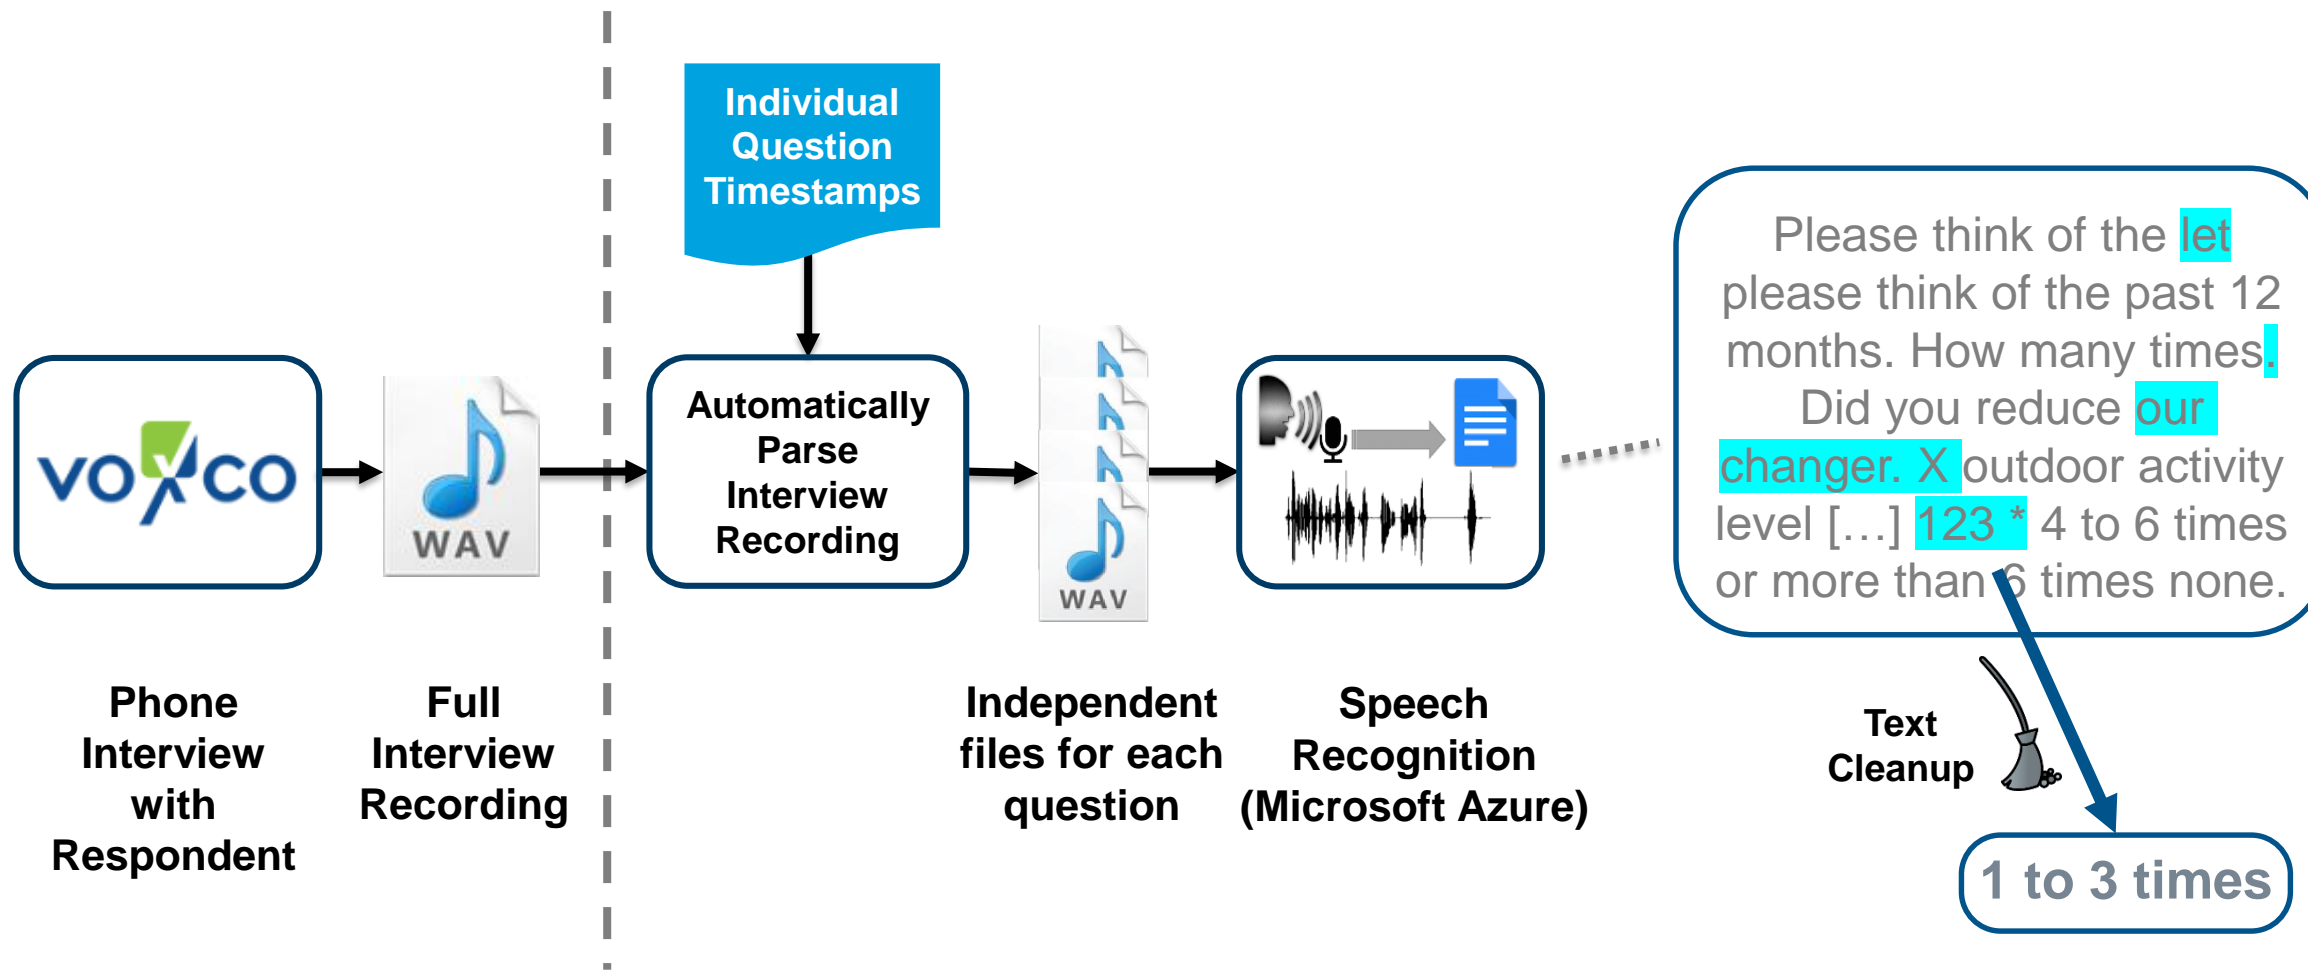 Individual
Question
Timestamps
voxco
WAV
Automatically
Parse
Interview
Recording
WAV
Please think of the let
please think of the past 12
months. How many times.
Did you reduce our
changer. X outdoor activity
level […] 123 * 4 to 6 times
or more than 6 times none.
Phone
Interview
with
Respondent
Full
Interview
Recording
Independent
files for each
question
Speech
Recognition
(Microsoft Azure)
Text
Cleanup
1 to 3 times